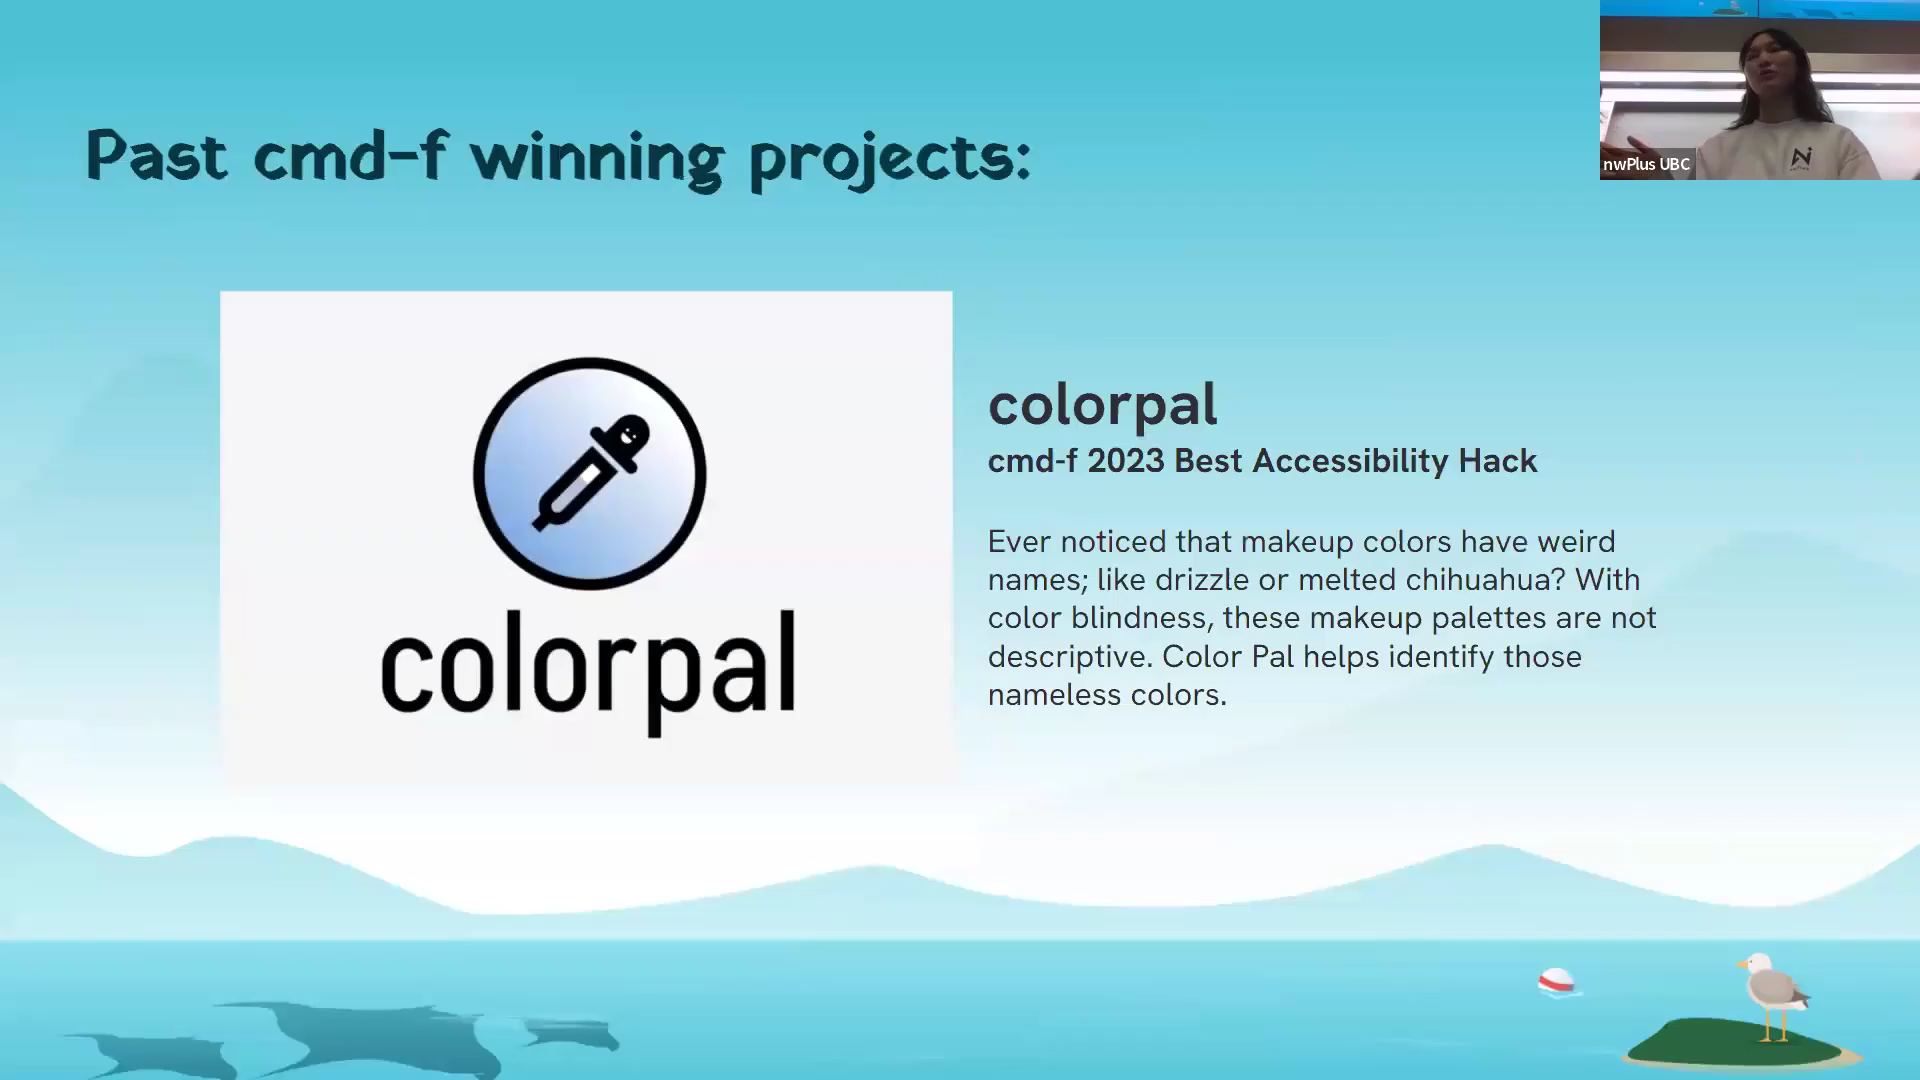 Past cmd-f winning projects:
nwPlus UBC
colorpal
colorpal
cmd-f 2023 Best Accessibility Hack
Ever noticed that makeup colors have weird
names; like drizzle or melted chihuahua? With
color blindness, these makeup palettes are not
descriptive. Color Pal helps identify those
nameless colors.